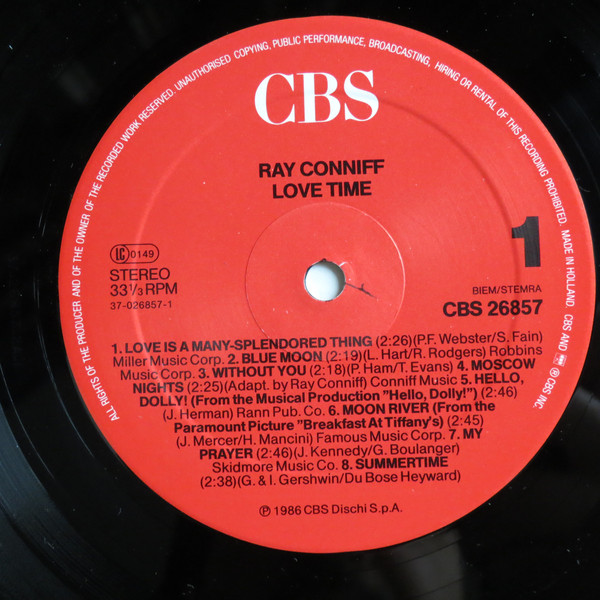 ALL RIGHTS OF THE PRODUCER AND OF THE OWNER OF THE RECORDED WORK RESERVED. UNAUTHORISED COPYING, PUBLIC PERFORMANCE, BROADCASTING, HIRING OR RENTAL OF THIS RECORDING PROHIBITED. MADE IN HOLLAND CBS AND ® CBS INC.
CBS
RAY CONNIFF
LOVE TIME
1
LC 0149
STEREO
33⅓ RPM
37-026857-1
BIEM/STEMRA
CBS 26857
1. LOVE IS A MANY-SPLENDORED THING (2:26)(P.F. Webster/S. Fain)
Miller Music Corp. 2. BLUE MOON (2:19)(L. Hart/R. Rodgers) Robbins
Music Corp. 3. WITHOUT YOU (2:18)(P. Ham/T. Evans) 4. MOSCOW
NIGHTS (2:25)(Adapt. by Ray Conniff) Conniff Music 5. HELLO,
DOLLY! (From the Musical Production "Hello, Dolly!") (2:46)
(J. Herman) Rann Pub. Co. 6. MOON RIVER (From the
Paramount Picture "Breakfast At Tiffany's) (2:45)
(J. Mercer/H. Mancini) Famous Music Corp. 7. MY
PRAYER (2:46)(J. Kennedy/G. Boulanger)
Skidmore Music Co. 8. SUMMERTIME
(2:38)(G. & I. Gershwin/Du Bose Heyward)
℗ 1986 CBS Dischi S.p.A.